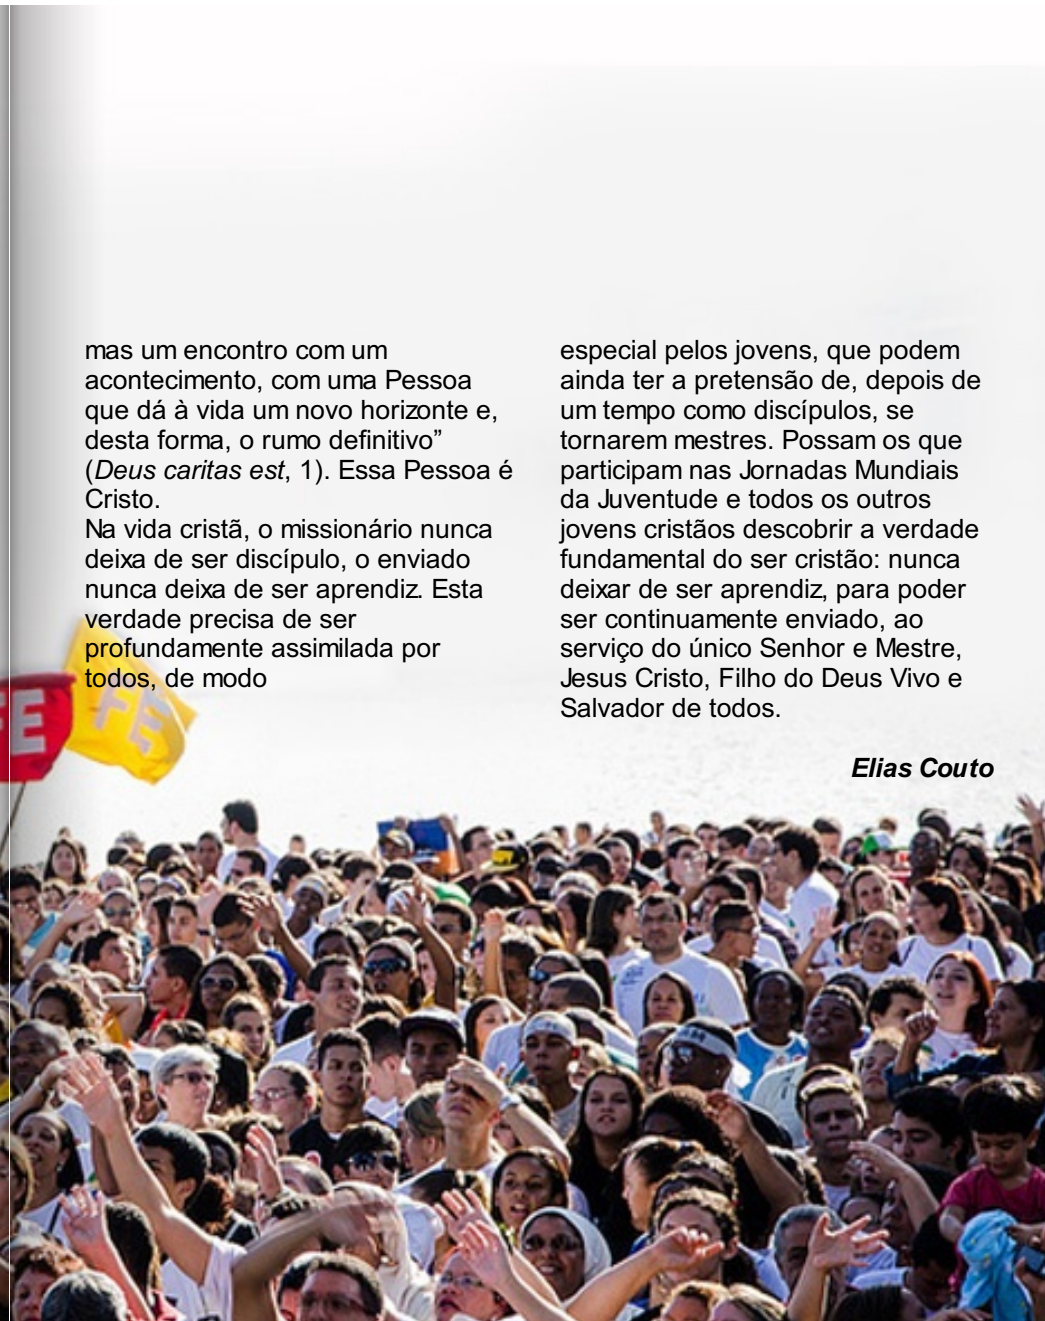 mas um encontro com um
acontecimento, com uma Pessoa
que dá à vida um novo horizonte e,
desta forma, o rumo definitivo”
(Deus caritas est, 1). Essa Pessoa é
Cristo.
Na vida cristã, o missionário nunca
deixa de ser discípulo, o enviado
nunca deixa de ser aprendiz. Esta
verdade precisa de ser
profundamente assimilada por
todos, de modo
especial pelos jovens, que podem
ainda ter a pretensão de, depois de
um tempo como discípulos, se
tornarem mestres. Possam os que
participam nas Jornadas Mundiais
da Juventude e todos os outros
jovens cristãos descobrir a verdade
fundamental do ser cristão: nunca
deixar de ser aprendiz, para poder
ser continuamente enviado, ao
serviço do único Senhor e Mestre,
Jesus Cristo, Filho do Deus Vivo e
Salvador de todos.
Elias Couto
FE
FE